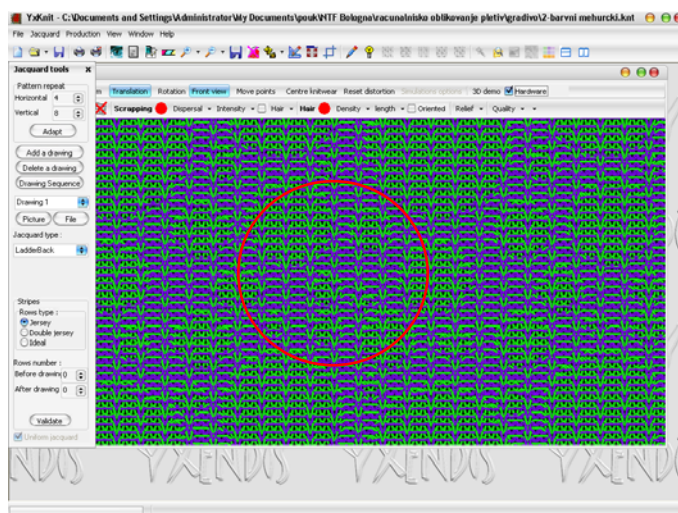 YxKnit - C:\Documents and Settings\Administrator\My Documents\pouk\NTF Bologna\racunalnisko oblikovanje pletiv\gradivo\2-barvni mehurcki.knt
File Jacquard Production View Window Help
Jacquard tools x
Pattern repeat
Horizontal 4
Vertical 8
Adapt
Add a drawing
Delete a drawing
Drawing Sequence
Drawing 1
Picture File
Jacquard type :
LadderBack
Stripes
Rows type :
Jersey
Double jersey
Ideal
Rows number :
Before drawing 0
After drawing 0
Validate
Uniform jacquard
Translation Rotation Front view Move points Centre knitwear Reset distortion Simulations options 3D demo Hardware
Scrapping Dispersal Intensity Hair Hair Density length Oriented Relief Quality
YXENDIS YXENDIS